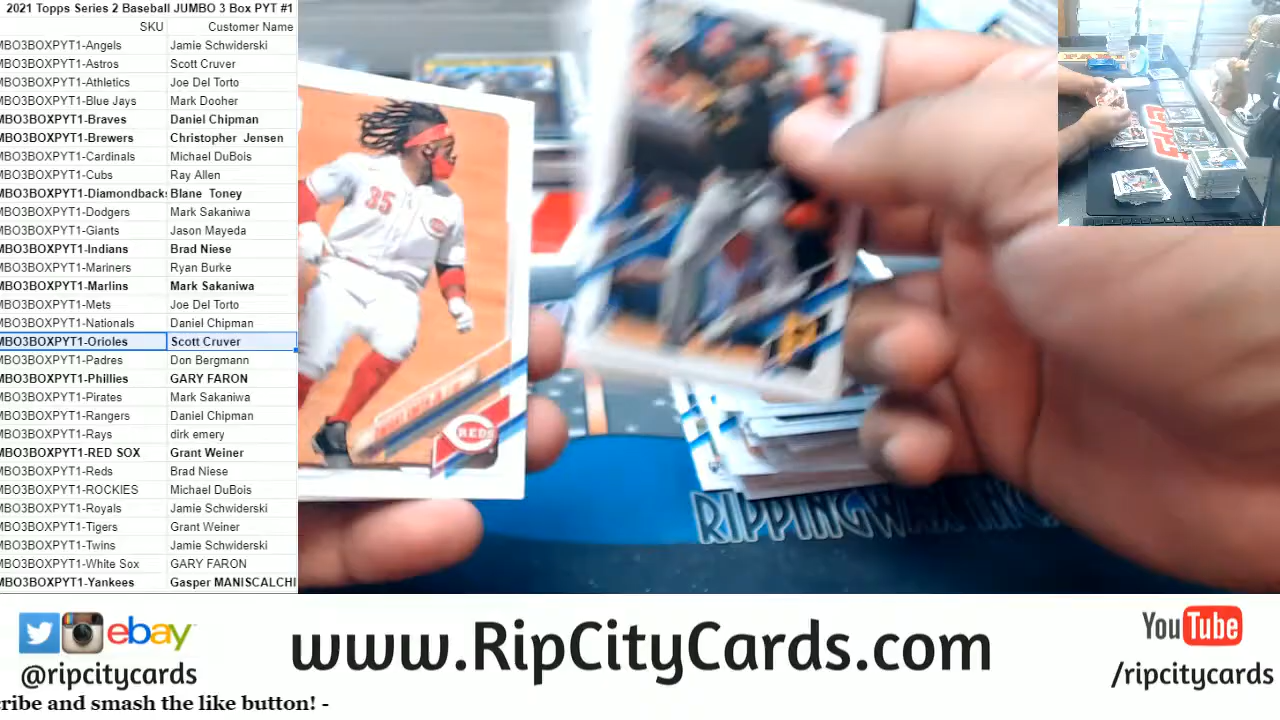 2021 Topps Series 2 Baseball JUMBO 3 Box PYT #1
SKU Customer Name
MBO3BOXPYT1-Angels Jamie Schwiderski
MBO3BOXPYT1-Astros Scott Cruver
MBO3BOXPYT1-Athletics Joe Del Torto
MBO3BOXPYT1-Blue Jays Mark Dooher
MBO3BOXPYT1-Braves Daniel Chipman
MBO3BOXPYT1-Brewers Christopher Jensen
MBO3BOXPYT1-Cardinals Michael DuBois
MBO3BOXPYT1-Cubs Ray Allen
MBO3BOXPYT1-Diamondbacks Blane Toney
MBO3BOXPYT1-Dodgers Mark Sakaniwa
MBO3BOXPYT1-Giants Jason Mayeda
MBO3BOXPYT1-Indians Brad Niese
MBO3BOXPYT1-Mariners Ryan Burke
MBO3BOXPYT1-Marlins Mark Sakaniwa
MBO3BOXPYT1-Mets Joe Del Torto
MBO3BOXPYT1-Nationals Daniel Chipman
MBO3BOXPYT1-Orioles Scott Cruver
MBO3BOXPYT1-Padres Don Bergmann
MBO3BOXPYT1-Phillies GARY FARON
MBO3BOXPYT1-Pirates Mark Sakaniwa
MBO3BOXPYT1-Rangers Daniel Chipman
MBO3BOXPYT1-Rays dirk emery
MBO3BOXPYT1-RED SOX Grant Weiner
MBO3BOXPYT1-Reds Brad Niese
MBO3BOXPYT1-ROCKIES Michael DuBois
MBO3BOXPYT1-Royals Jamie Schwiderski
MBO3BOXPYT1-Tigers Grant Weiner
MBO3BOXPYT1-Twins Jamie Schwiderski
MBO3BOXPYT1-White Sox GARY FARON
MBO3BOXPYT1-Yankees Gasper MANISCALCHI
35
REDS
RIPPINGWAX
ebay
@ripcitycards
www.RipCityCards.com
YouTube
/ripcitycards
cribe and smash the like button! -